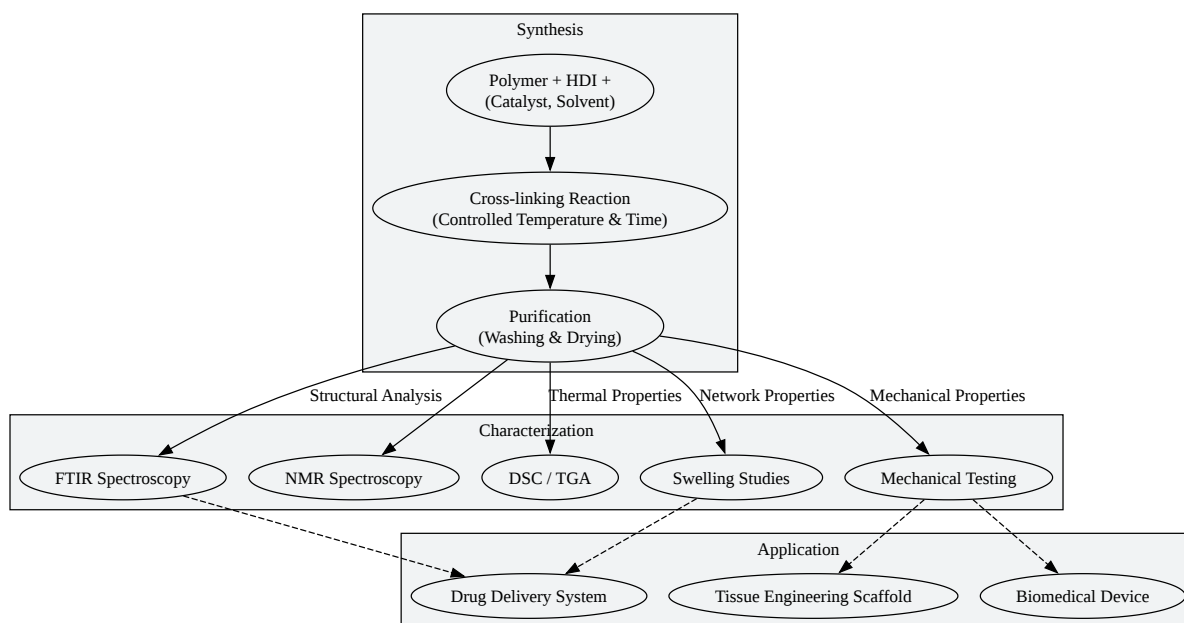 Synthesis
Polymer + HDI +
(Catalyst, Solvent)
Cross-linking Reaction
(Controlled Temperature & Time)
Purification
(Washing & Drying)
Structural Analysis
Thermal Properties
Network Properties
Mechanical Properties
Characterization
FTIR Spectroscopy
NMR Spectroscopy
DSC / TGA
Swelling Studies
Mechanical Testing
Application
Drug Delivery System
Tissue Engineering Scaffold
Biomedical Device